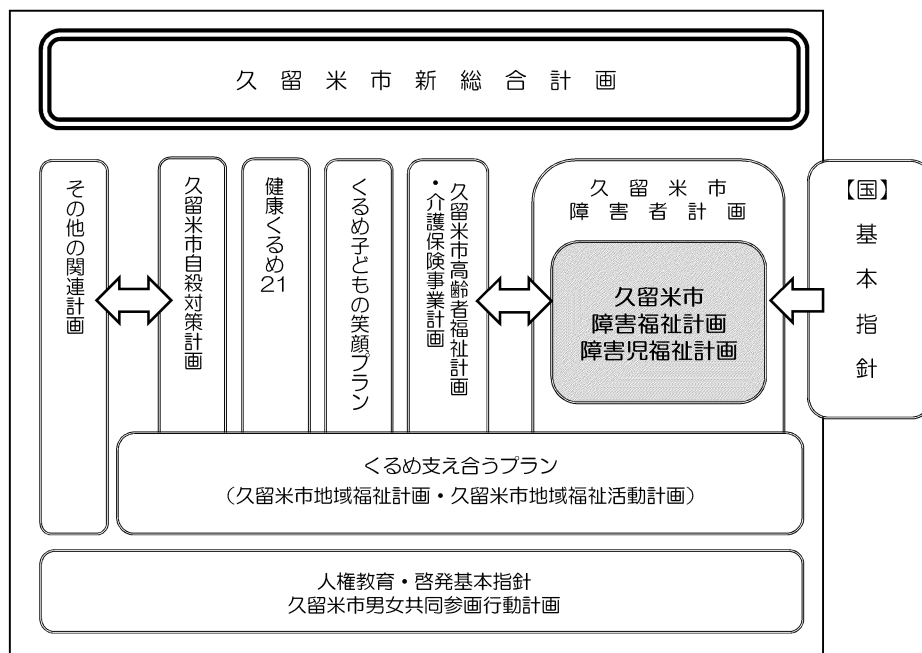 久留米市新総合計画
その他の関連計画
久留米市自殺対策計画
健康くるめ21
くるめ子どもの笑顔プラン
久留米市高齢者福祉計画
・介護保険事業計画
久留米市
障害者計画
久留米市
障害福祉計画
障害児福祉計画
【国】基本指針
くるめ支え合うプラン
（久留米市地域福祉計画・久留米市地域福祉活動計画）
人権教育・啓発基本指針
久留米市男女共同参画行動計画